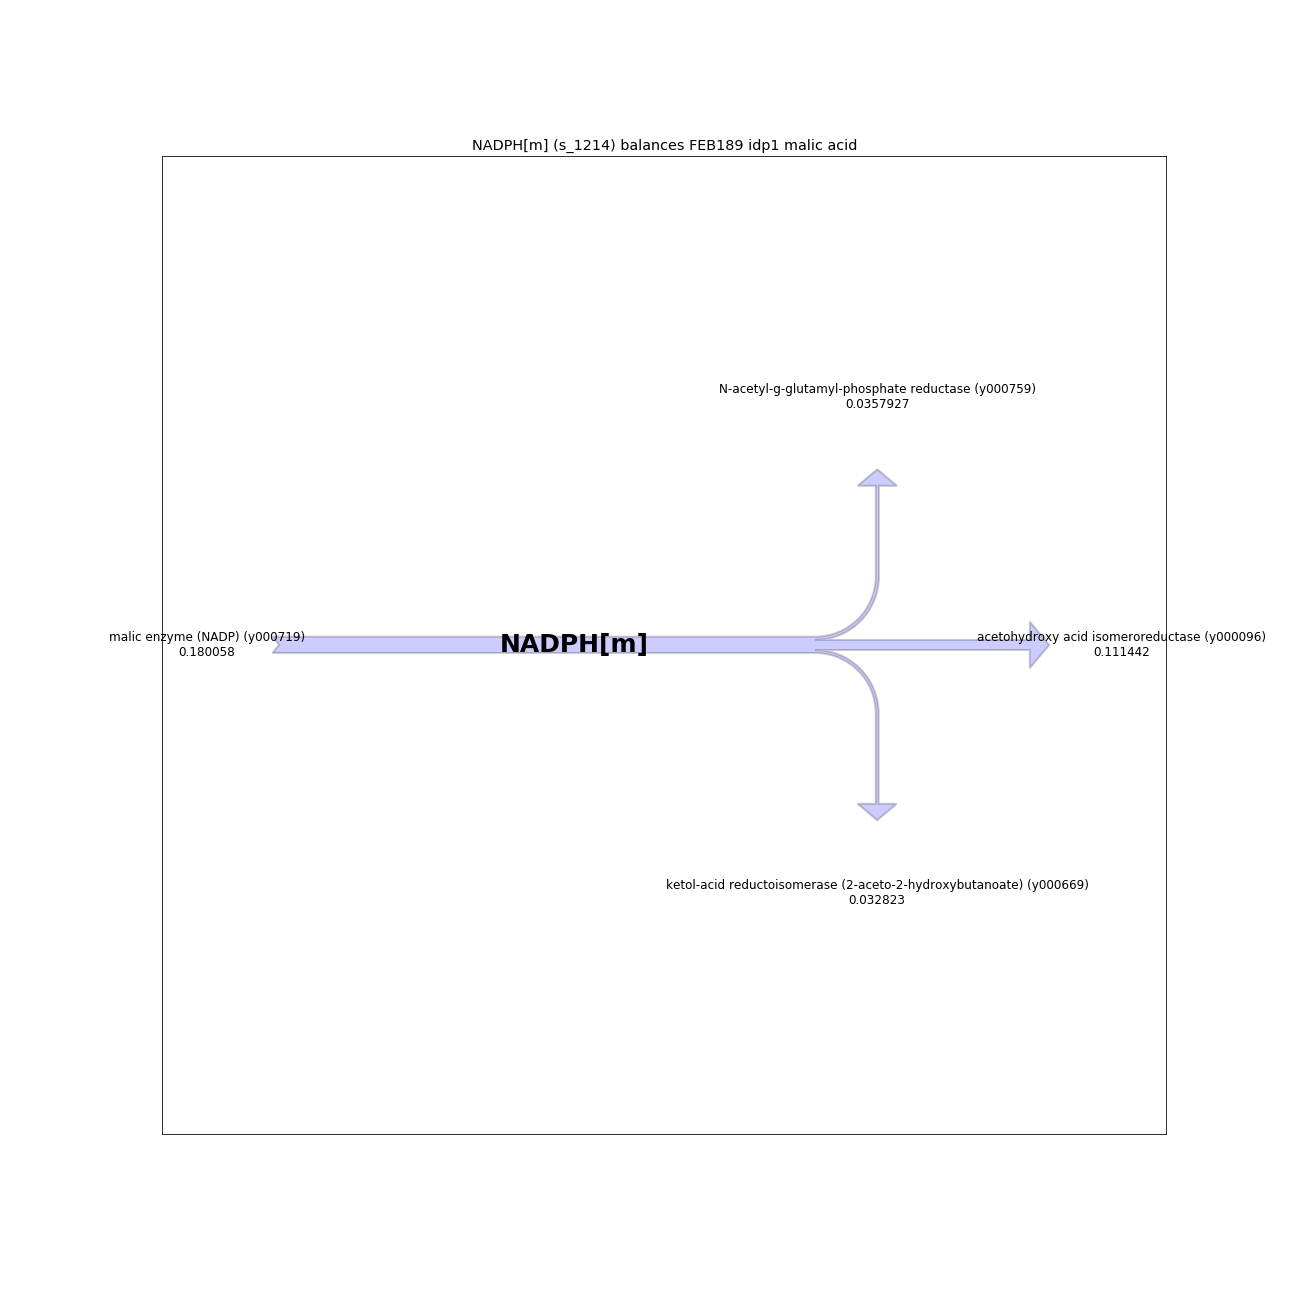 NADPH[m] (s_1214) balances FEB189 idp1 malic acid
N-acetyl-g-glutamyl-phosphate reductase (y000759)
0.0357927
malic enzyme (NADP) (y000719)
0.180058
NADPH[m]
acetohydroxy acid isomeroreductase (y000096)
0.111442
ketol-acid reductoisomerase (2-aceto-2-hydroxybutanoate) (y000669)
0.032823